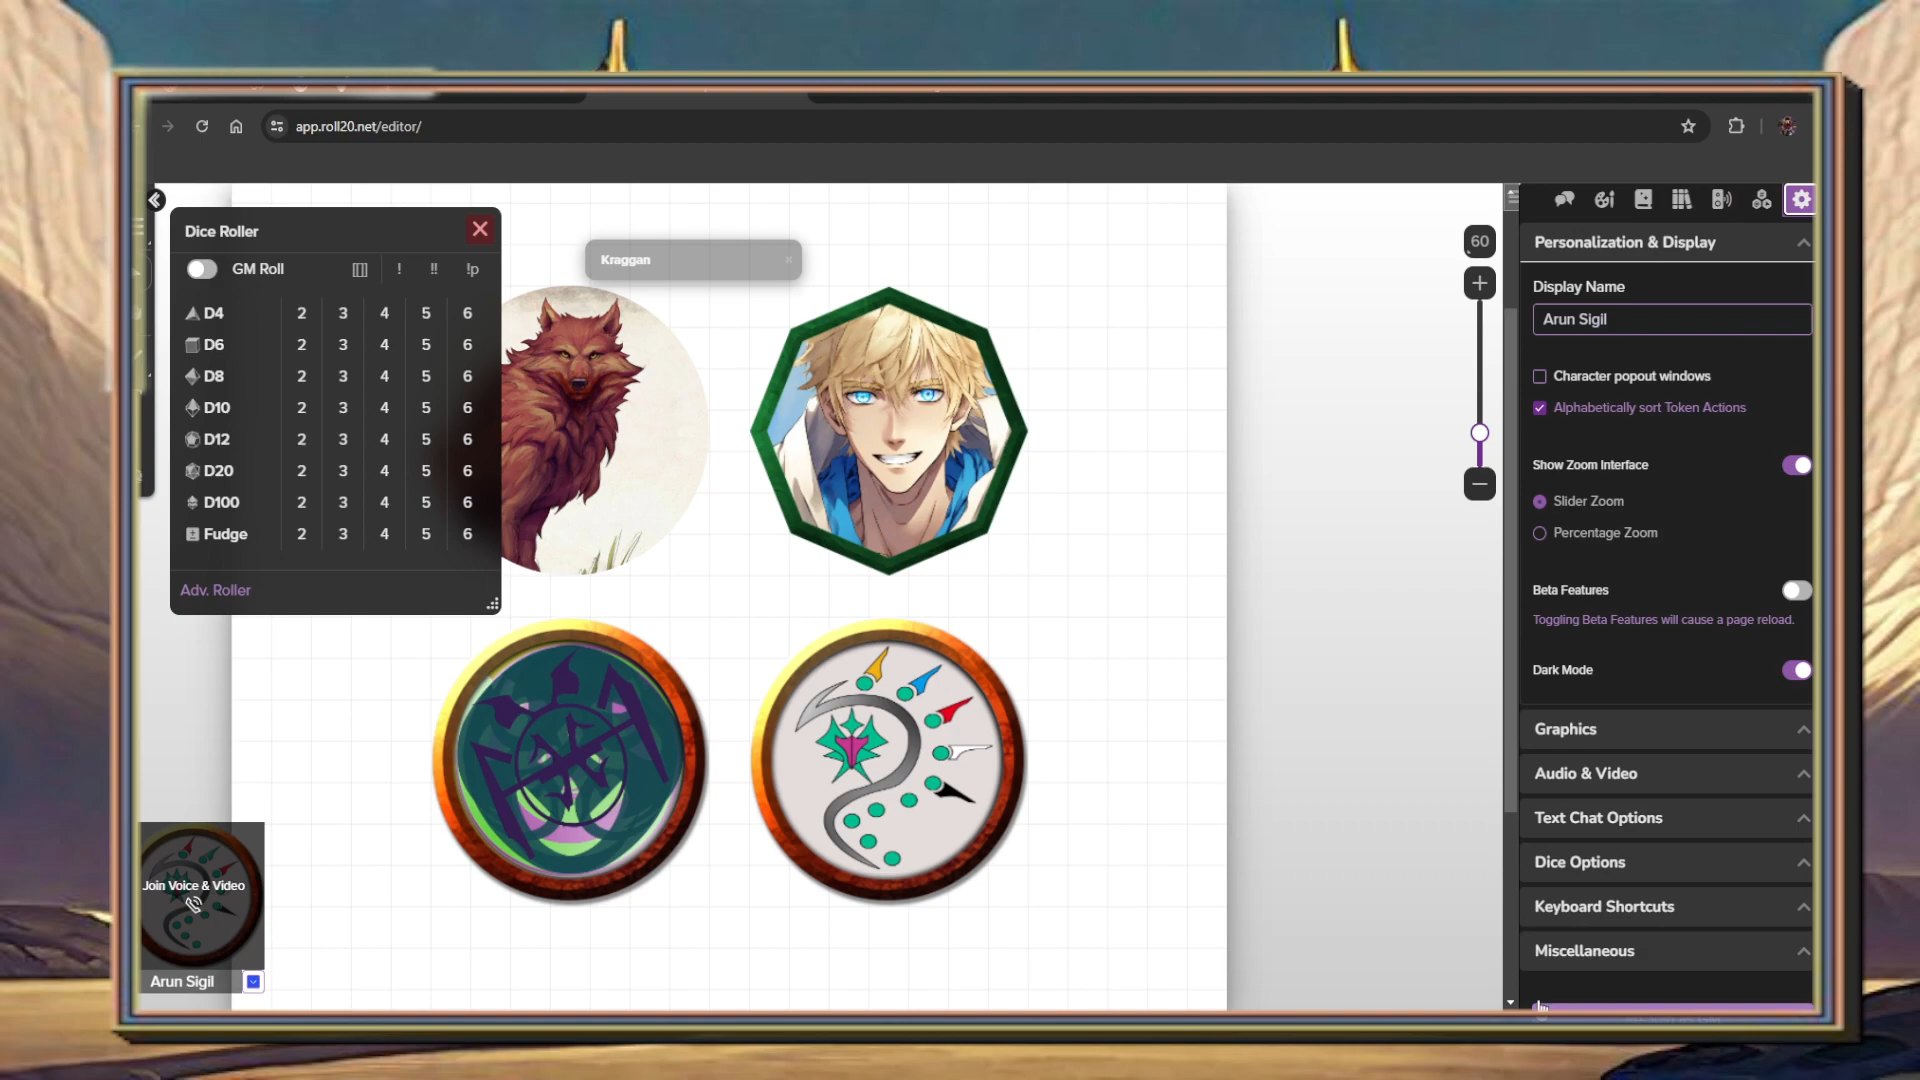 app.roll20.net/editor/
Dice Roller
GM Roll [[]] ! !! !p
D4 2 3 4 5 6
D6 2 3 4 5 6
D8 2 3 4 5 6
D10 2 3 4 5 6
D12 2 3 4 5 6
D20 2 3 4 5 6
D100 2 3 4 5 6
Fudge 2 3 4 5 6
Adv. Roller
Kraggan
60
Join Voice & Video
Arun Sigil
Personalization & Display
Display Name
Arun Sigil
Character popout windows
Alphabetically sort Token Actions
Show Zoom Interface
Slider Zoom
Percentage Zoom
Beta Features
Toggling Beta Features will cause a page reload.
Dark Mode
Graphics
Audio & Video
Text Chat Options
Dice Options
Keyboard Shortcuts
Miscellaneous